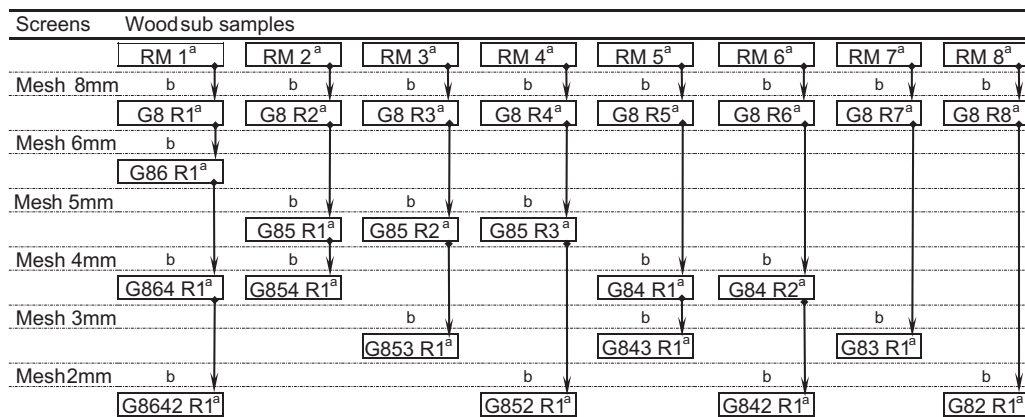 Screens Wood sub samples
RM 1a RM 2a RM 3a RM 4a RM 5a RM 6a RM 7a RM 8a
Mesh 8mm b b b b b b b b
G8 R1a G8 R2a G8 R3a G8 R4a G8 R5a G8 R6a G8 R7a G8 R8a
Mesh 6mm b
G86 R1a
Mesh 5mm b b b
G85 R1a G85 R2a G85 R3a
Mesh 4mm b b b b
G864 R1a G854 R1a G84 R1a G84 R2a
Mesh 3mm b b b
G853 R1a G843 R1a G83 R1a
Mesh2mm b b b b
G8642 R1a G852 R1a G842 R1a G82 R1a